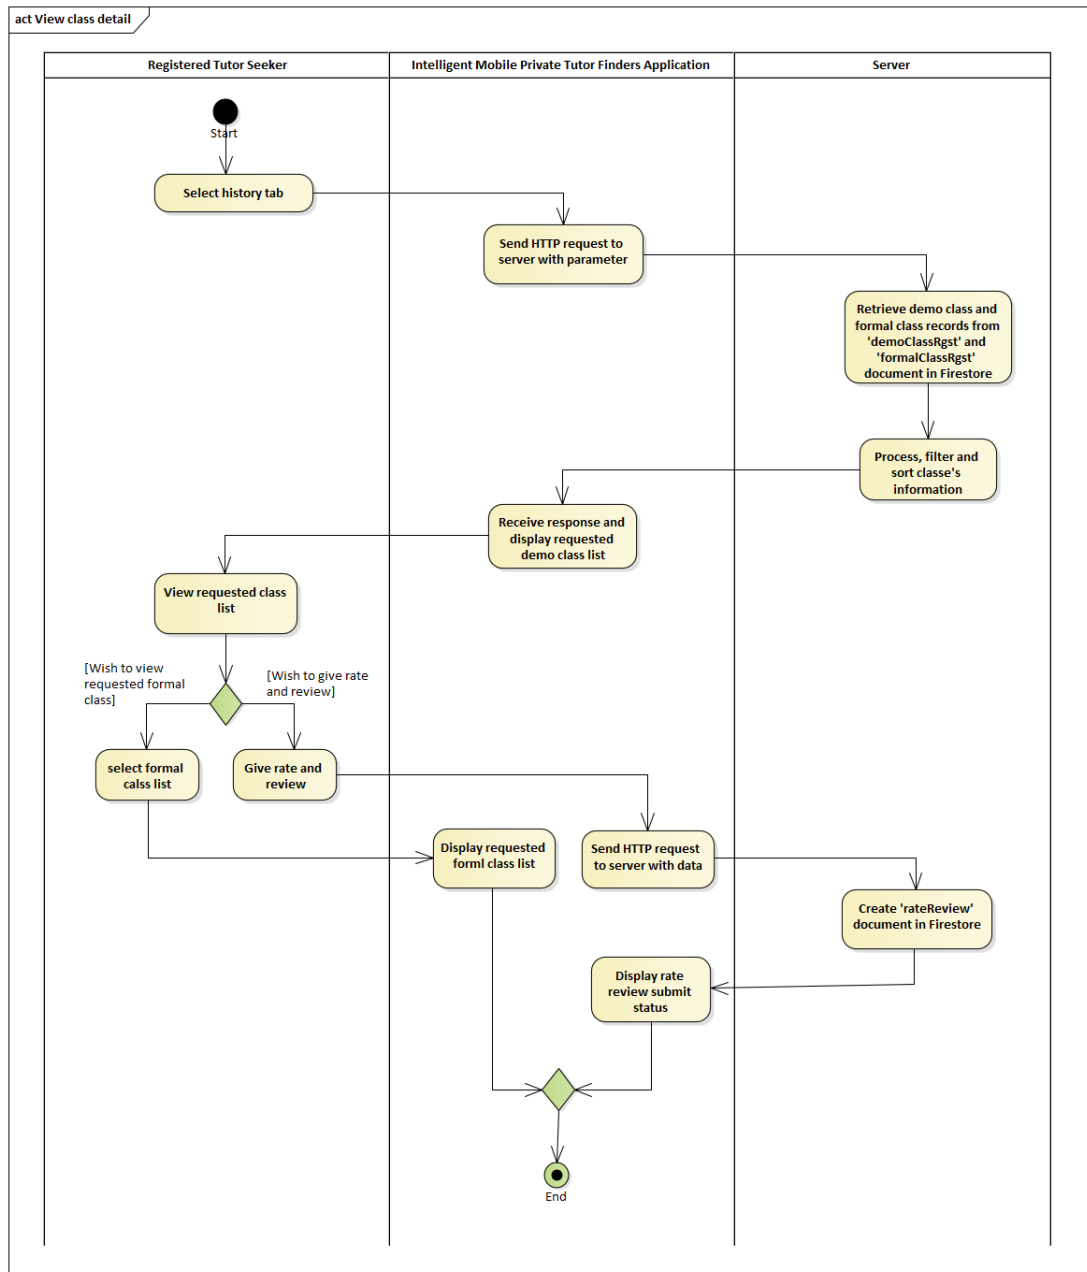 act View class detail
Registered Tutor Seeker
Intelligent Mobile Private Tutor Finders Application
Server
Start
Select history tab
Send HTTP request to
server with parameter
Retrieve demo class and
formal class records from
'demoClassRgst' and
'formalClassRgst'
document in Firestore
Process, filter and
sort classe's
information
Receive response and
display requested
demo class list
View requested class
list
[Wish to view
requested formal
class]
[Wish to give rate
and review]
select formal
calss list
Give rate and
review
Display requested
forml class list
Send HTTP request
to server with data
Create 'rateReview'
document in Firestore
Display rate
review submit
status
End